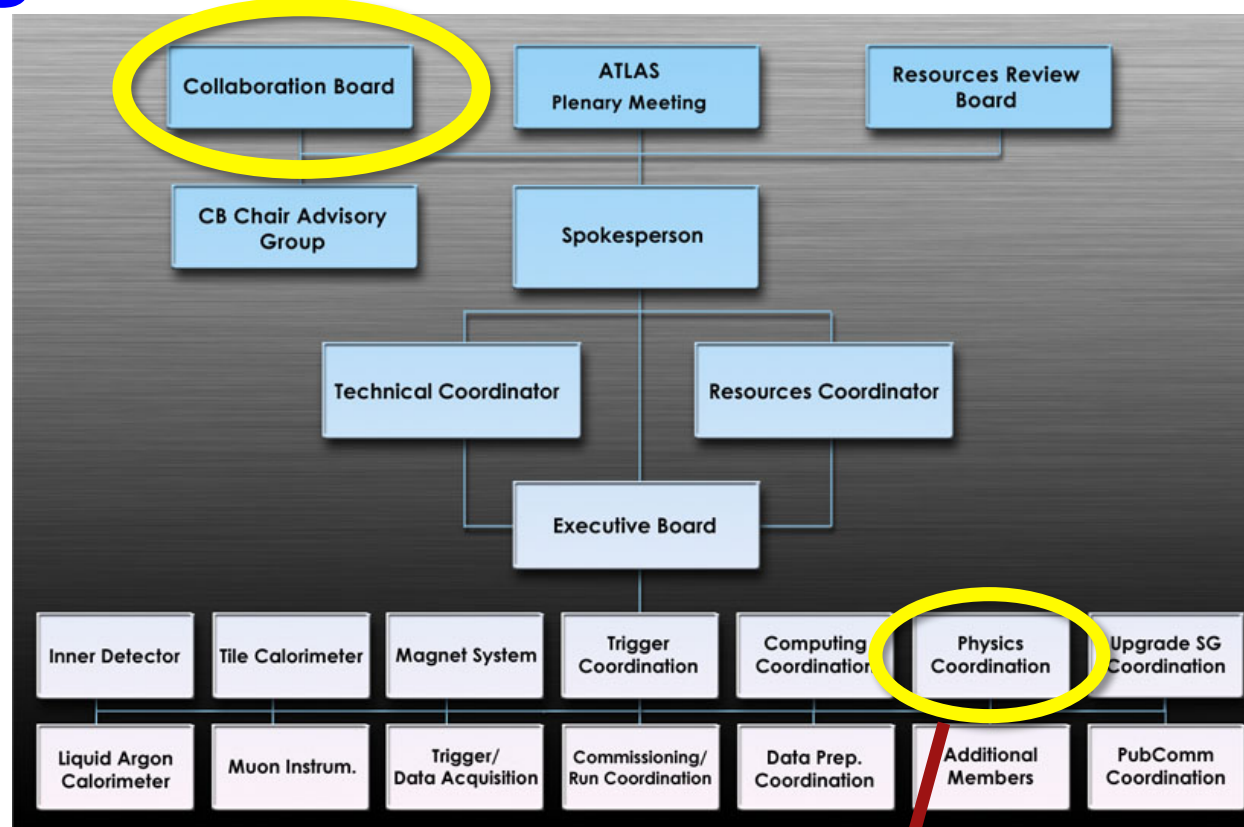 Collaboration Board
ATLAS
Plenary Meeting
Resources Review
Board
CB Chair Advisory
Group
Spokesperson
Technical Coordinator
Resources Coordinator
Executive Board
Inner Detector
Tile Calorimeter
Magnet System
Trigger
Coordination
Computing
Coordination
Physics
Coordination
Upgrade SG
Coordination
Liquid Argon
Calorimeter
Muon Instrum.
Trigger/
Data Acquisition
Commissioning/
Run Coordination
Data Prep.
Coordination
Additional
Members
PubComm
Coordination